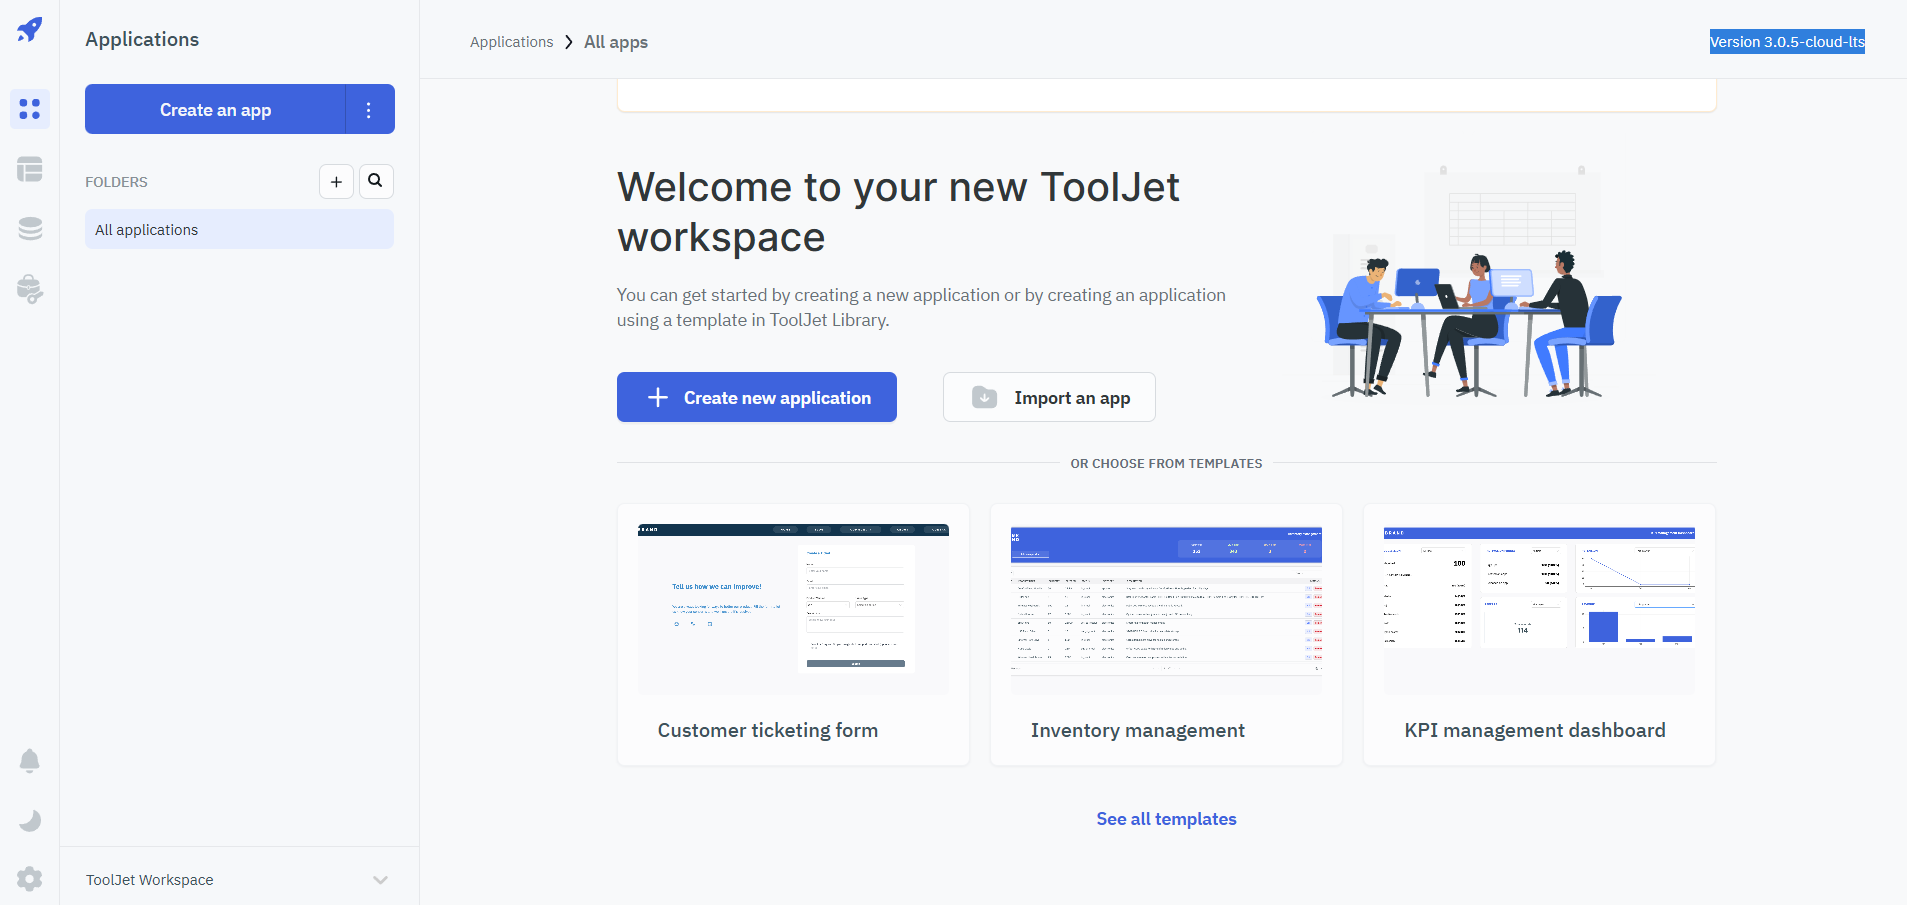 Applications
Create an app
FOLDERS
All applications
ToolJet Workspace
Applications
All apps
Version 3.0.5-cloud-lts
Welcome to your new ToolJet
workspace
You can get started by creating a new application or by creating an application
using a template in ToolJet Library.
Create new application
Import an app
OR CHOOSE FROM TEMPLATES
BRAND
Tell us how we can improve!
Customer ticketing form
Inventory management
BRAND
100
114
KPI management dashboard
See all templates